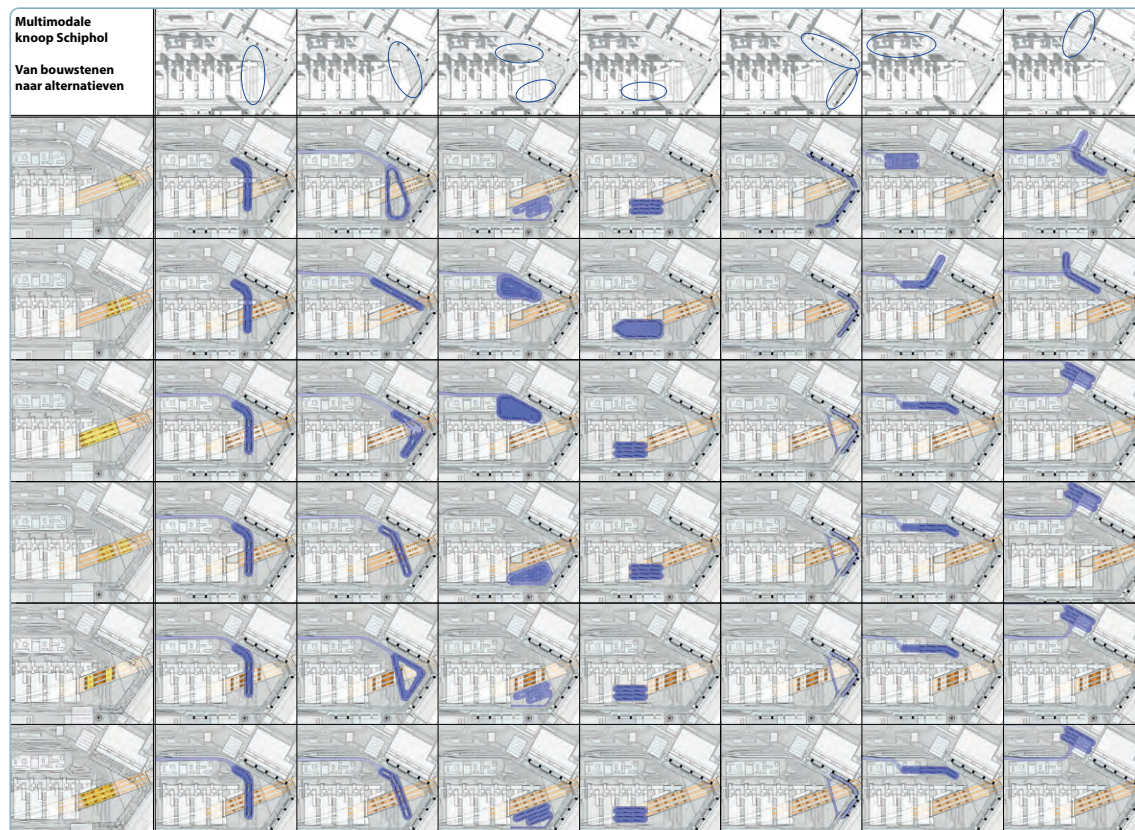 Multimodale
knoop Schiphol
Van bouwstenen
naar alternatieven